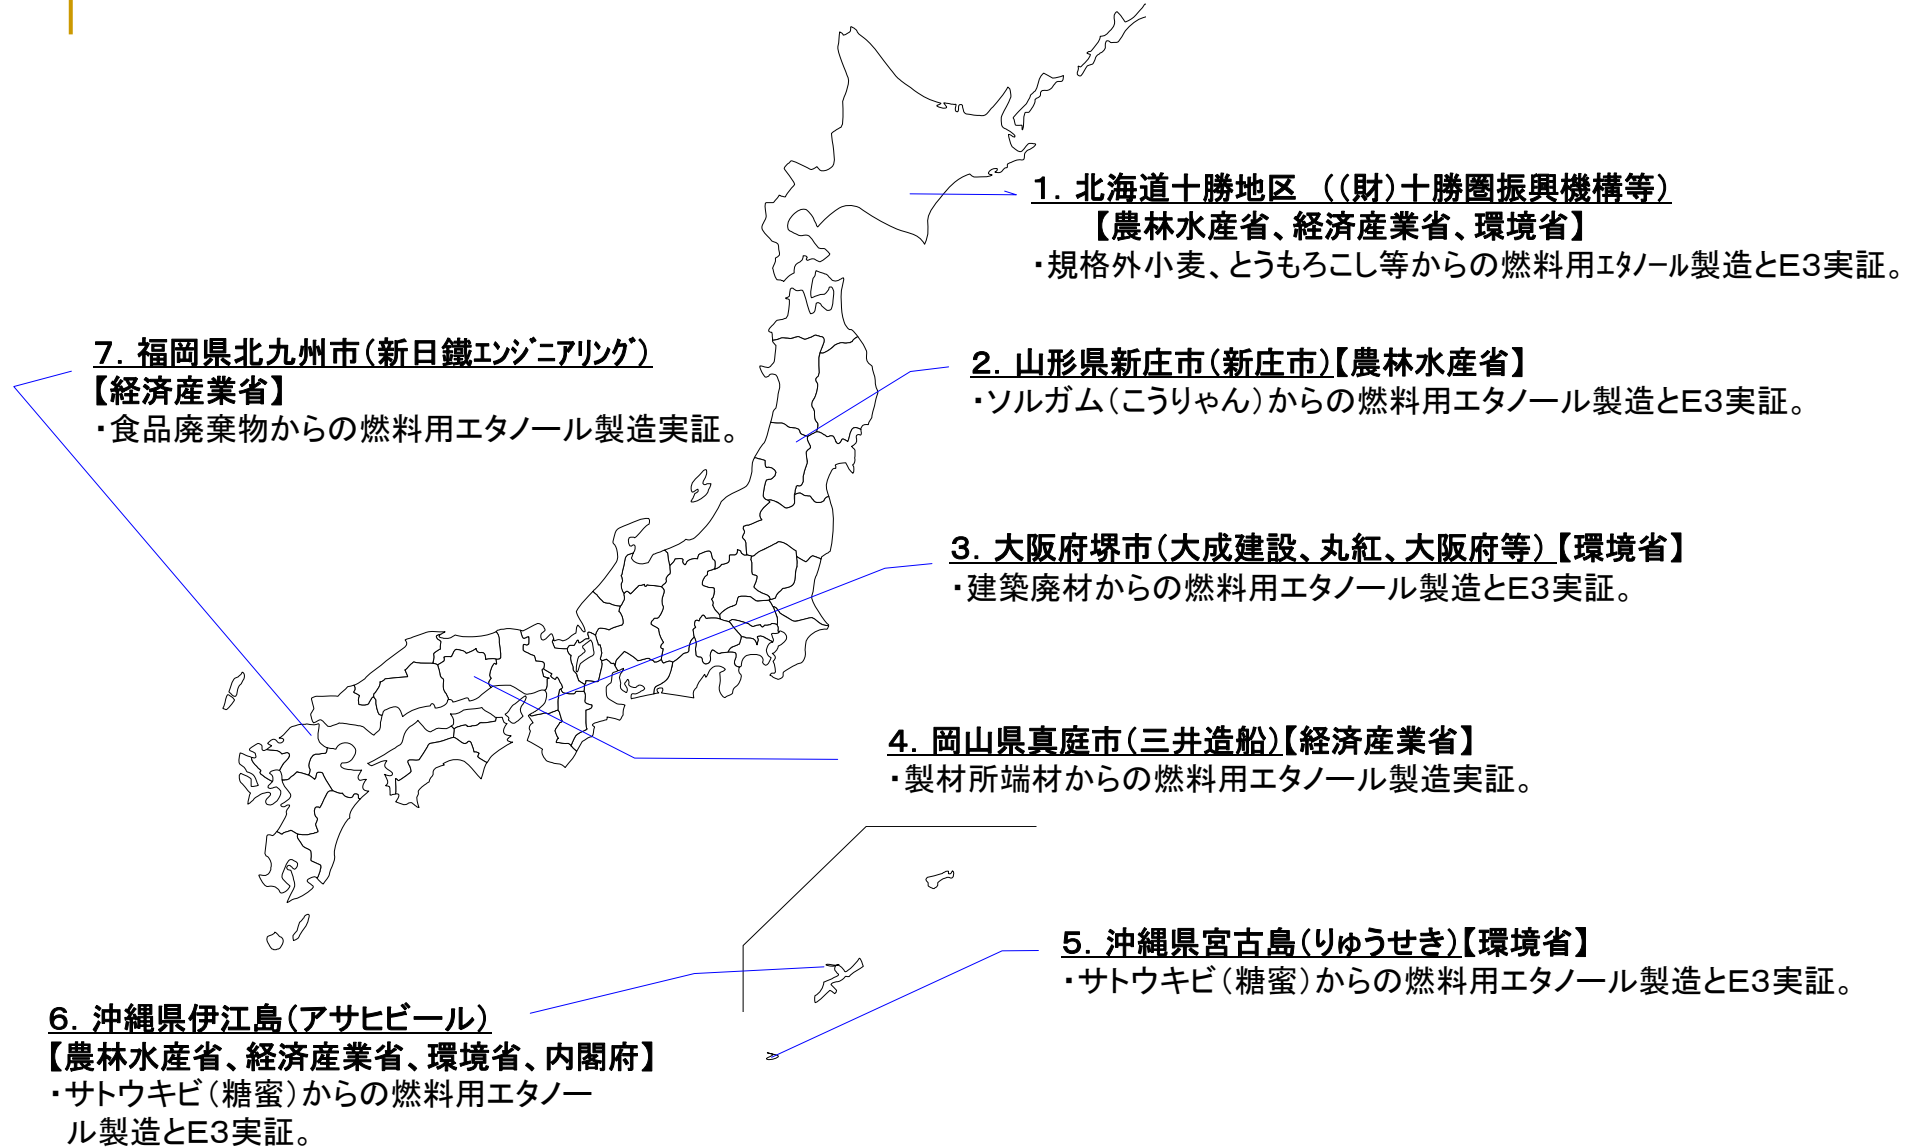 1．北海道十勝地区　（（財）十勝圏振興機構等）
【農林水産省、経済産業省、環境省】
・規格外小麦、とうもろこし等からの燃料用ｴﾀﾉｰﾙ製造とE3実証。
2．山形県新庄市（新庄市）【農林水産省】
・ソルガム（こうりゃん）からの燃料用エタノール製造とE3実証。
3．大阪府堺市（大成建設、丸紅、大阪府等）【環境省】
・建築廃材からの燃料用エタノール製造とE3実証。
4．岡山県真庭市（三井造船）【経済産業省】
・製材所端材からの燃料用エタノール製造実証。
5．沖縄県宮古島（りゅうせき）【環境省】
・サトウキビ（糖蜜）からの燃料用エタノール製造とE3実証。
6．沖縄県伊江島（アサヒビール）
【農林水産省、経済産業省、環境省、内閣府】
・サトウキビ（糖蜜）からの燃料用エタノー
ル製造とE3実証。
7．福岡県北九州市（新日鐵ｴﾝｼﾞﾆｱﾘﾝｸﾞ）
【経済産業省】
・食品廃棄物からの燃料用エタノール製造実証。